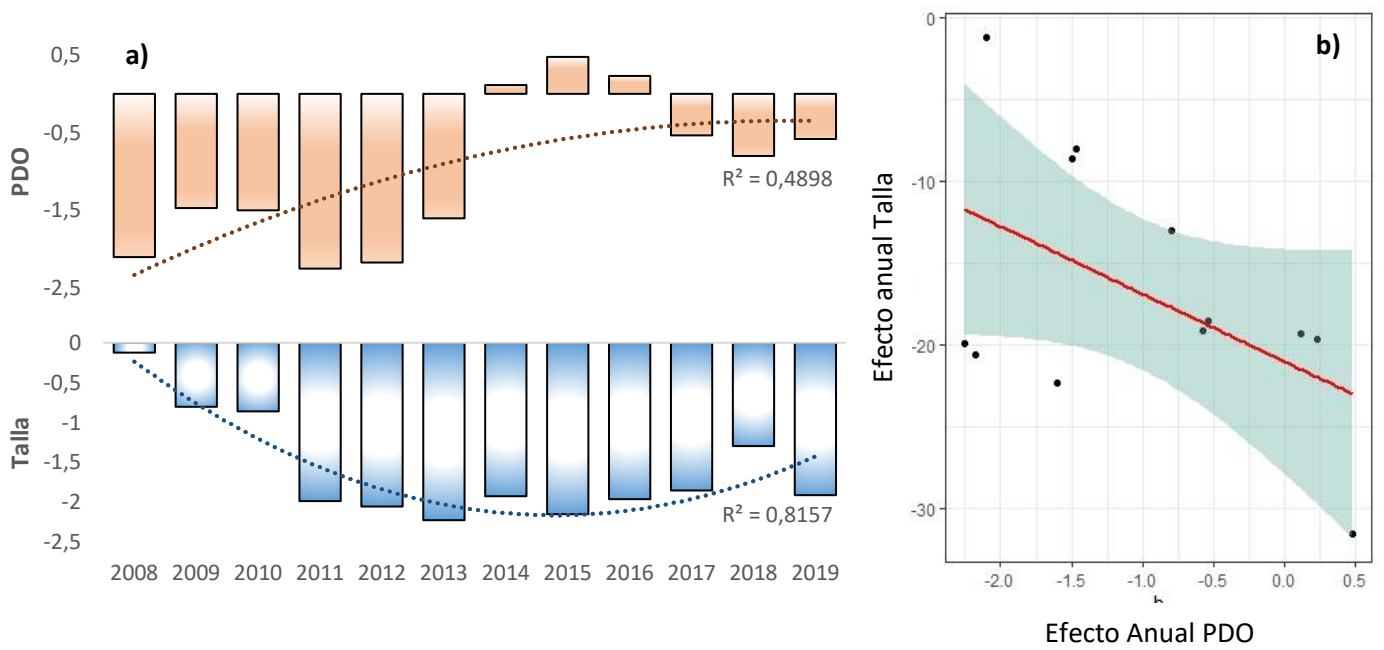 a)
0,5
-0,5
-1,5
-2,5
PDO
R² = 0,4898
0
-0,5
-1
-1,5
-2
-2,5
Talla
R² = 0,8157
2008 2009 2010 2011 2012 2013 2014 2015 2016 2017 2018 2019
b)
0
-10
-20
-30
Efecto anual Talla
-2.0 -1.5 -1.0 -0.5 0.0 0.5
Efecto Anual PDO